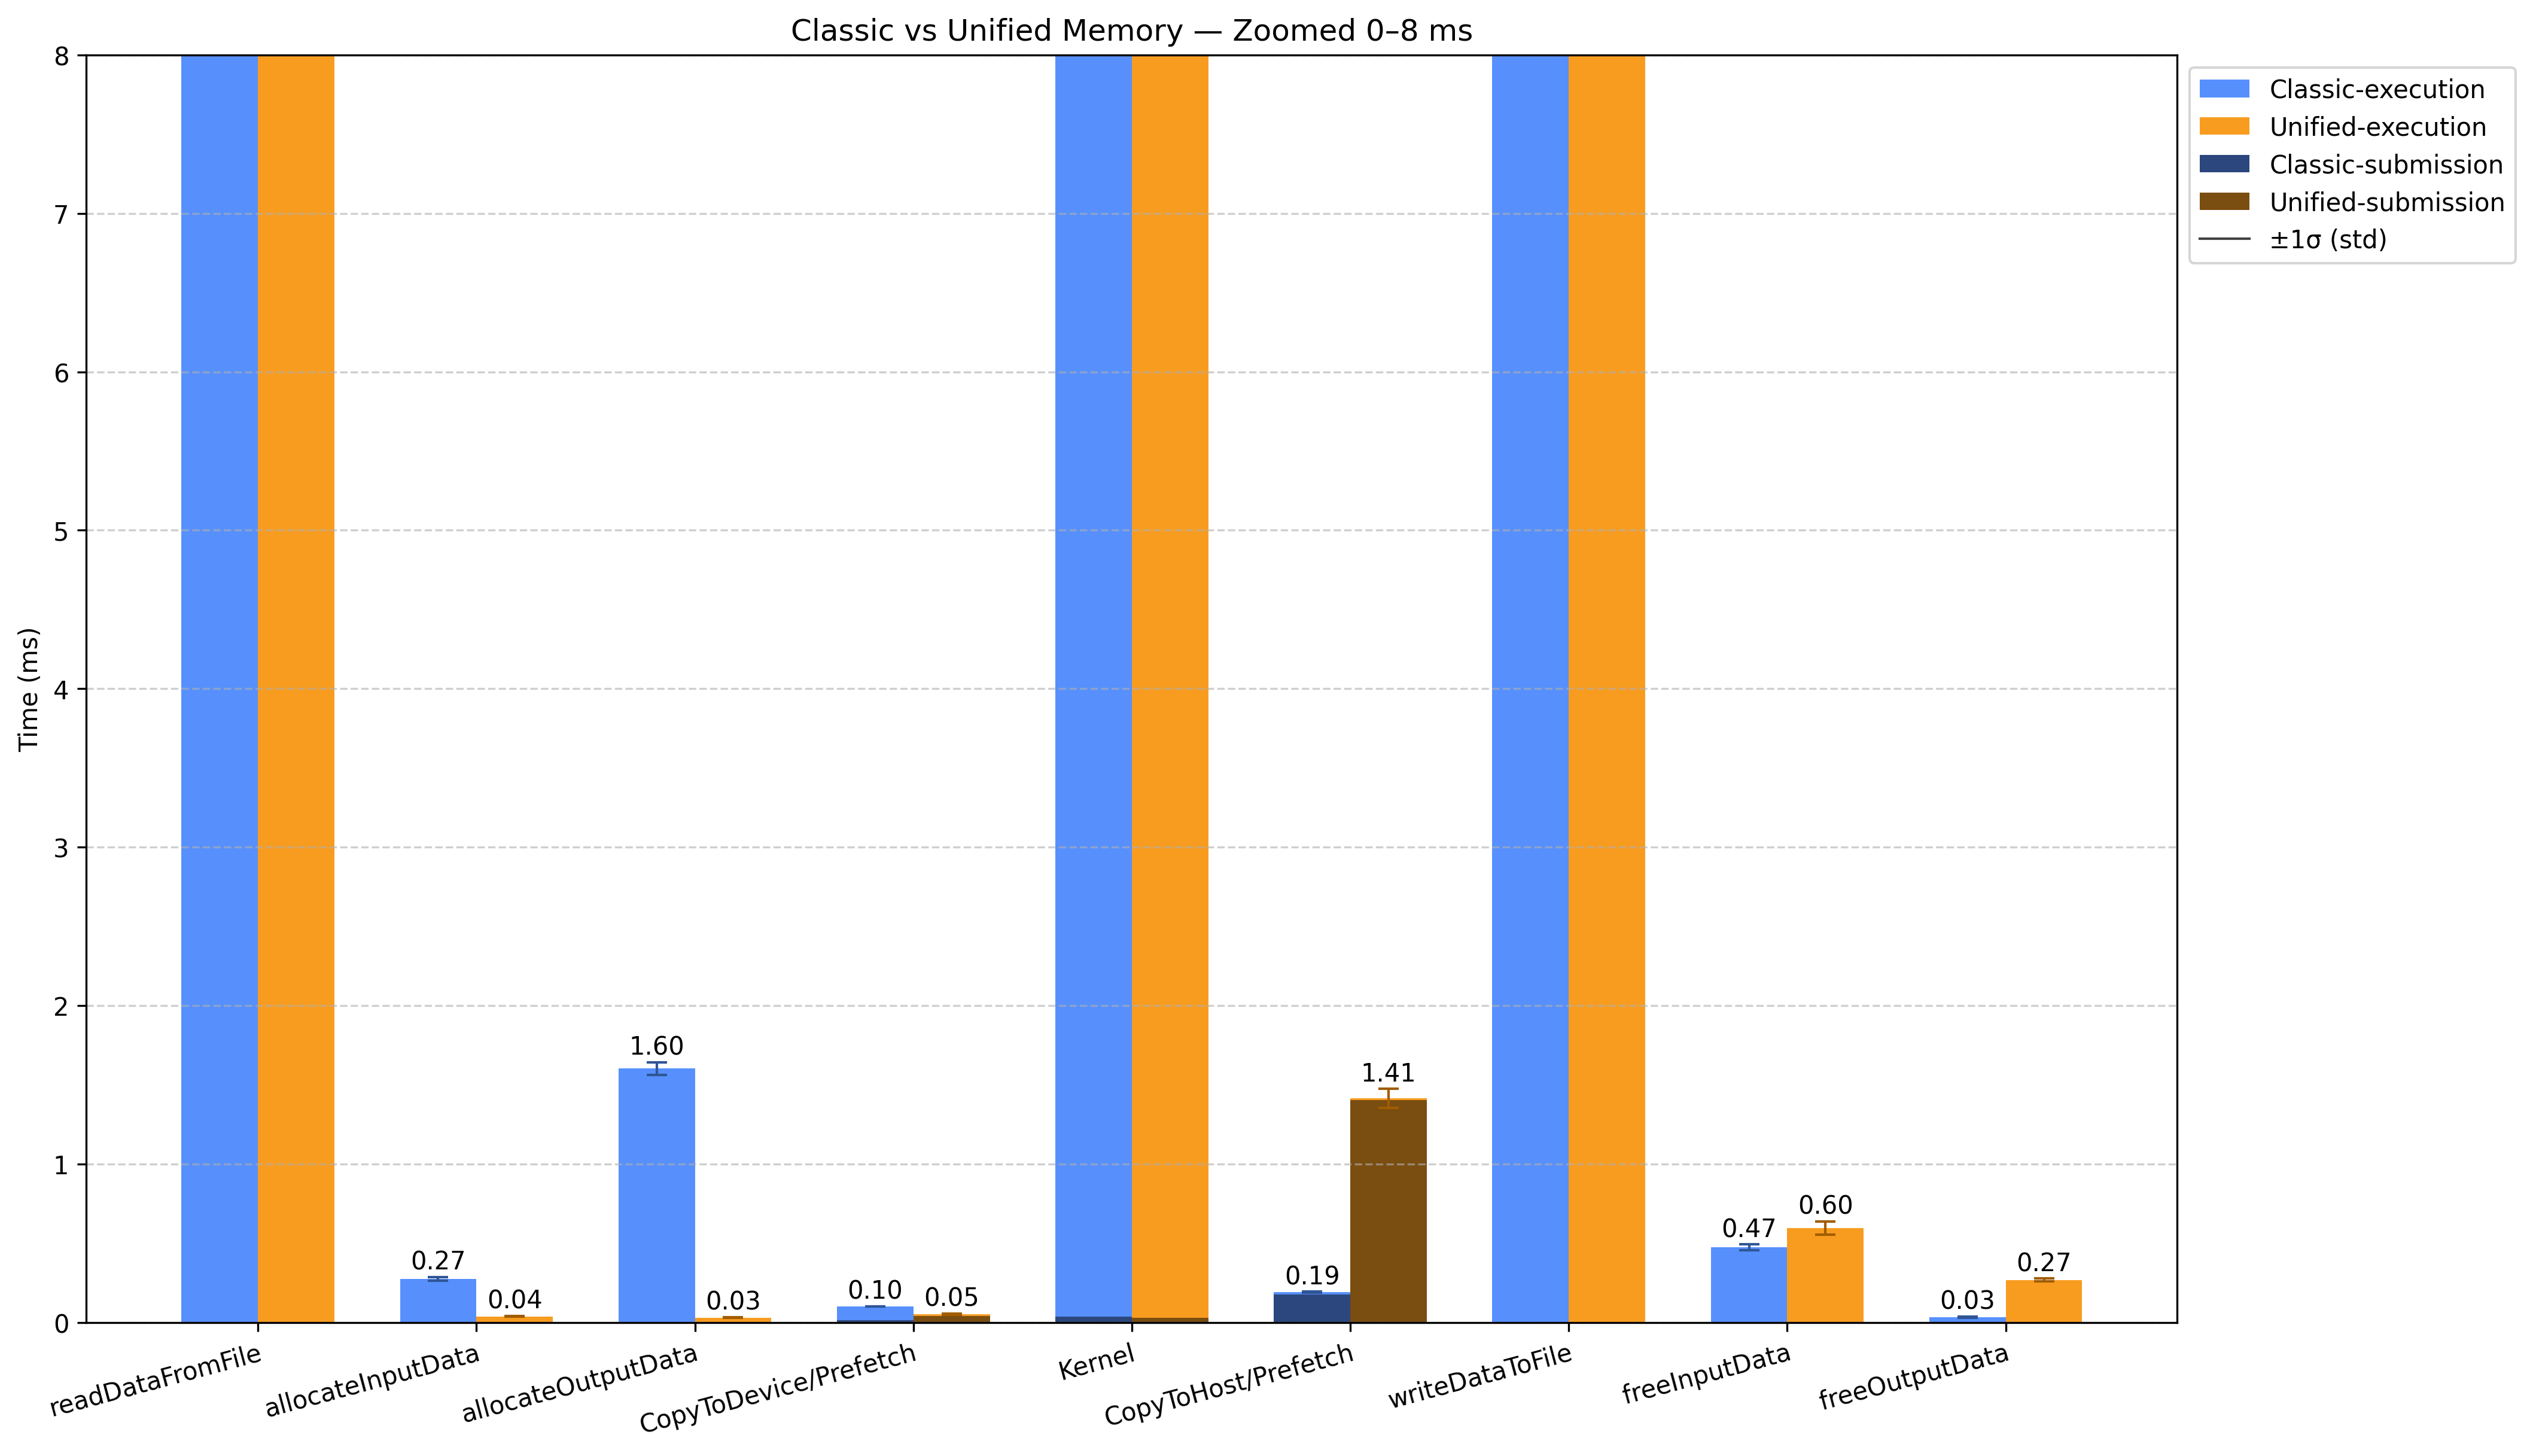 Classic vs Unified Memory — Zoomed 0–8 ms
Time (ms)
8
7
6
5
4
3
2
1
0
0.27
0.04
1.60
0.03
0.10
0.05
0.19
1.41
0.47
0.60
0.03
0.27
readDataFromFile
allocateInputData
allocateOutputData
CopyToDevice/Prefetch
Kernel
CopyToHost/Prefetch
writeDataToFile
freeInputData
freeOutputData
Classic-execution
Unified-execution
Classic-submission
Unified-submission
±1σ (std)